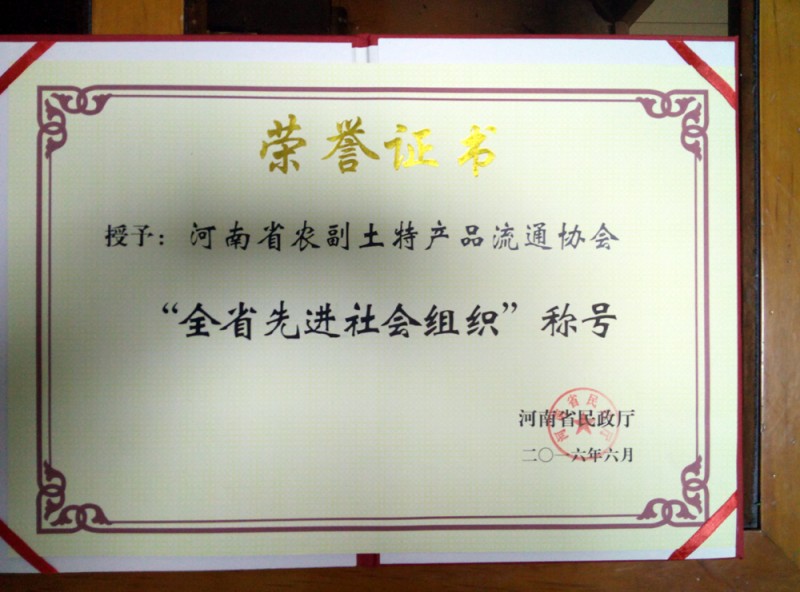 荣誉证书
授予：河南省农副土特产品流通协会
“全省先进社会组织”称号
河南省民政厅
二〇一六年六月